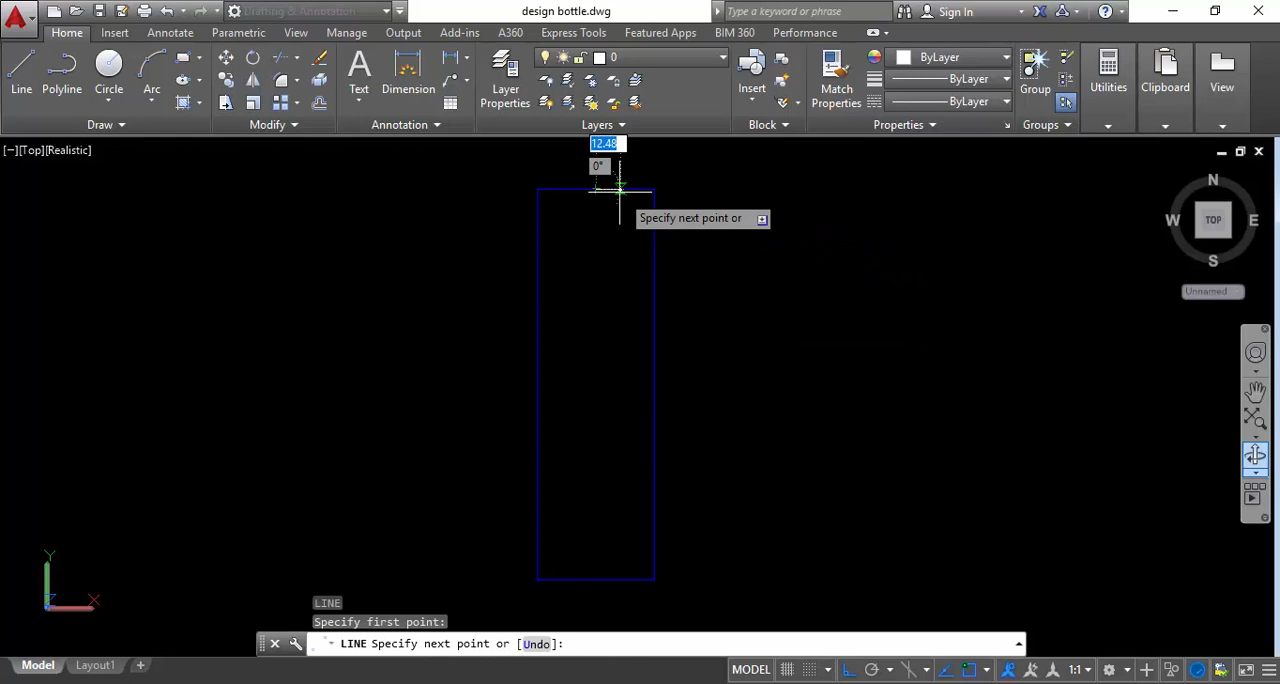 Drafting & Annotation
design bottle.dwg
Type a keyword or phrase
Sign In
Home Insert Annotate Parametric View Manage Output Add-ins A360 Express Tools Featured Apps BIM 360 Performance
Line Polyline Circle Arc
Text Dimension
Layer Properties
0
Insert
Match Properties
ByLayer
ByLayer
ByLayer
Group
Utilities
Clipboard
View
Draw Modify Annotation Layers Block Properties Groups
[−][Top][Realistic]
12.48
0°
Specify next point or
N
W TOP E
S
Unnamed
Y
X
LINE
Specify first point:
LINE Specify next point or [Undo]:
Model Layout1 +
MODEL
1:1